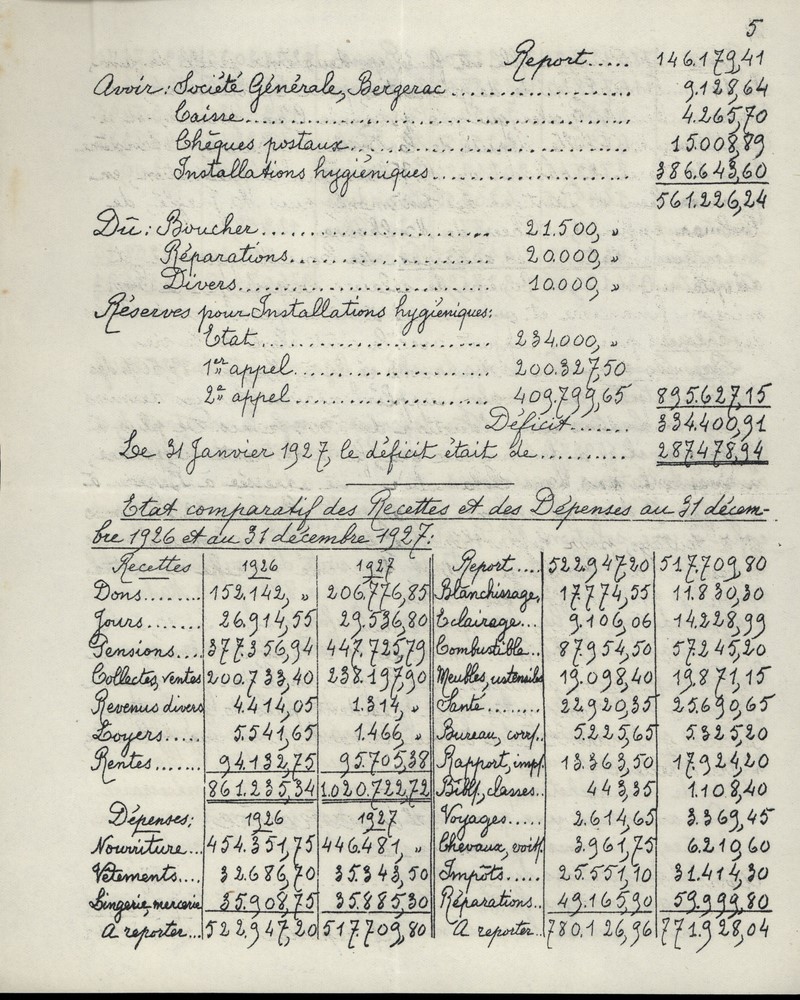 5
Report..... 146.179,41
Avoir: Société Générale, Bergerac .......................... 9.128,64
Caisse................................................ 4.265,70
Chèques postaux.................................... 15.008,89
Installations hygiéniques......................... 386.643,60
561.226,24
Dû: Boucher.............................. 21.500, "
Réparations......................... 20.000, "
Divers............................... 10.000, "
Réserves pour Installations hygiéniques:
Etat............................ 234.000, "
1er appel........................ 200.327,50
2e appel........................ 409.799,65 895.627,15
Déficit....... 334.400,91
Le 31 Janvier 1927, le déficit était de.......... 287.478,94
Etat comparatif des Recettes et des Dépenses au 31 décem-
bre 1926 et au 31 décembre 1927:
Recettes 1926 1927
Dons........ 152.142, " 206.776,85
Jours....... 26.914,55 29.536,80
Pensions.... 377.356,94 447.725,79
Collectes, ventes 200.733,40 238.197,90
Revenus divers 4.414,05 1.314, "
Loyers..... 5.541,65 1.466, "
Rentes....... 94.132,75 95.705,38
861.235,34 1.020.722,72
Dépenses: 1926 1927
Nourriture... 454.351,75 446.481, "
Vêtements.... 32.686,70 35.343,50
Lingerie, mercerie 35.908,75 35.885,30
A reporter... 522.947,20 517.709,80
Report.... 522.947,20 517.709,80
Blanchissage, 17.774,55 11.830,30
Eclairage... 9.106,06 14.228,99
Combustible.. 87.954,50 57.245,20
Meubles, ustensiles 19.098,40 19.871,15
Santé........ 22.920,35 25.690,65
Bureau, corr/.. 5.225,65 5.325,20
Rapport, imp/. 13.363,50 17.924,20
Bibl/, classes.. 443,35 1.108,40
Voyages..... 2.614,65 3.369,45
Chevaux, voit/. 3.961,75 6.219,60
Impôts..... 25.551,10 31.414,30
Réparations.. 49.165,90 59.999,80
A reporter.. 780.126,96 771.928,04